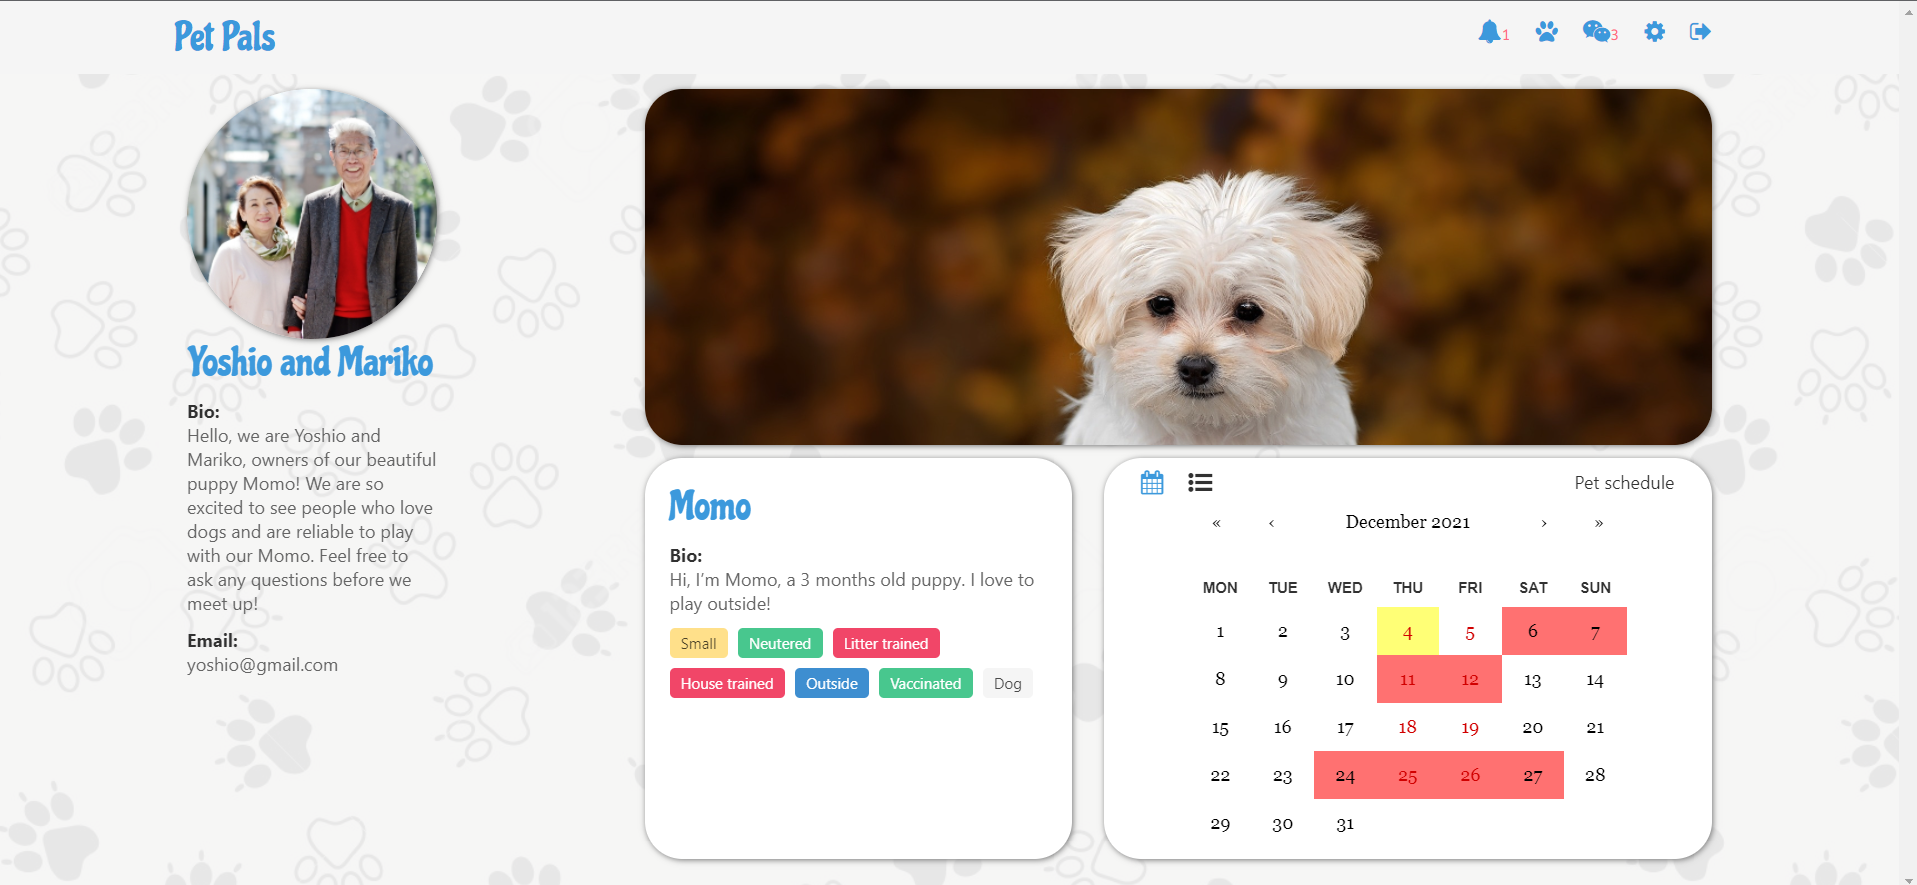 Pet Pals
1
3
Yoshio and Mariko
Bio:
Hello, we are Yoshio and
Mariko, owners of our beautiful
puppy Momo! We are so
excited to see people who love
dogs and are reliable to play
with our Momo. Feel free to
ask any questions before we
meet up!
Email:
yoshio@gmail.com
Momo
Bio:
Hi, I’m Momo, a 3 months old puppy. I love to
play outside!
Small Neutered Litter trained
House trained Outside Vaccinated Dog
Pet schedule
« ‹ December 2021 › »
MON TUE WED THU FRI SAT SUN
1 2 3 4 5 6 7
8 9 10 11 12 13 14
15 16 17 18 19 20 21
22 23 24 25 26 27 28
29 30 31